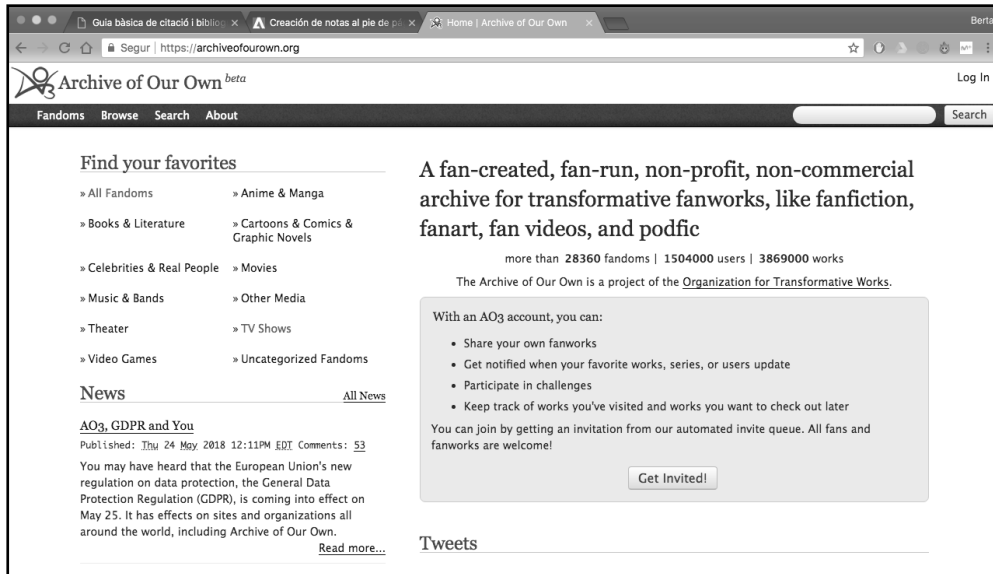 Guia bàsica de citació i bibliog
Creación de notas al pie de pá
Home | Archive of Our Own
Berta
Segur | https://archiveofourown.org
Archive of Our Own beta
Log In
Fandoms Browse Search About
Search
Find your favorites
» All Fandoms
» Anime & Manga
» Books & Literature
» Cartoons & Comics &
Graphic Novels
» Celebrities & Real People
» Movies
» Music & Bands
» Other Media
» Theater
» TV Shows
» Video Games
» Uncategorized Fandoms
News
All News
AO3, GDPR and You
Published: Thu 24 May 2018 12:11PM EDT Comments: 53
You may have heard that the European Union's new
regulation on data protection, the General Data
Protection Regulation (GDPR), is coming into effect on
May 25. It has effects on sites and organizations all
around the world, including Archive of Our Own.
Read more...
A fan-created, fan-run, non-profit, non-commercial
archive for transformative fanworks, like fanfiction,
fanart, fan videos, and podfic
more than 28360 fandoms | 1504000 users | 3869000 works
The Archive of Our Own is a project of the Organization for Transformative Works.
With an AO3 account, you can:
• Share your own fanworks
• Get notified when your favorite works, series, or users update
• Participate in challenges
• Keep track of works you've visited and works you want to check out later
You can join by getting an invitation from our automated invite queue. All fans and
fanworks are welcome!
Get Invited!
Tweets